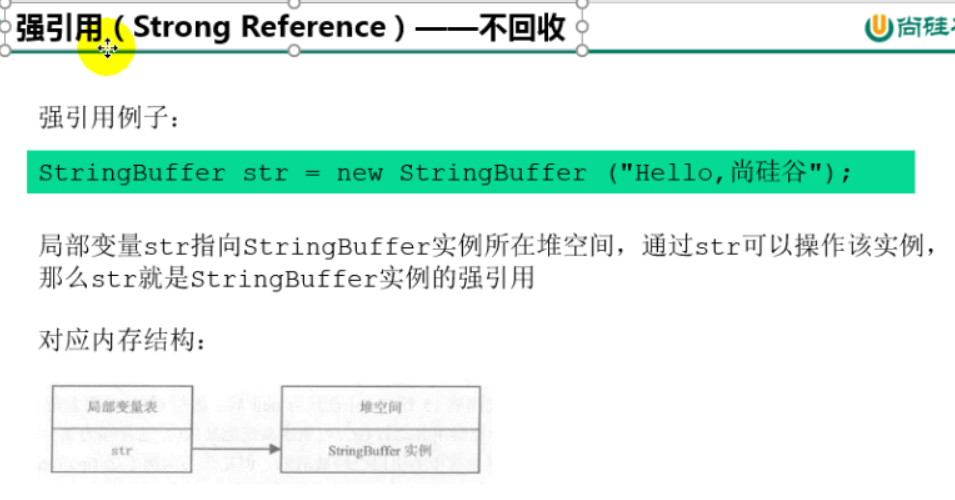 强引用（Strong Reference）——不回收
尚硅谷
强引用例子：
StringBuffer str = new StringBuffer ("Hello,尚硅谷");
局部变量str指向StringBuffer实例所在堆空间，通过str可以操作该实例，
那么str就是StringBuffer实例的强引用
对应内存结构：
局部变量表
堆空间
str
StringBuffer 实例